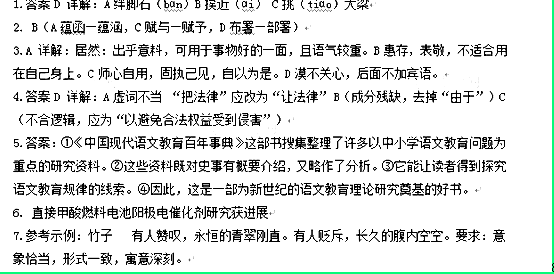 1.答案D 详解：A绊脚石（bàn）B挨近（āi） C挑（tiāo）大梁
2. B（A蕴函一蕴涵，C赋与一赋予，D布署一部署）
3.A 详解：居然：出乎意料，可用于事物好的一面，且语气较重。B惠存，表敬，不适合用
在自己身上。C师心自用，固执己见，自以为是。D漠不关心，后面不加宾语。
4.答案D 详解：A虚词不当 “把法律”应改为“让法律” B（成分残缺，去掉“由于”）C
（不合逻辑，应为“以避免合法权益受到侵害”）
5.答案：①《中国现代语文教育百年事典》这部书搜集整理了许多以中小学语文教育问题为
重点的研究资料。②这些资料既对史事有概要介绍，又略作了分析。③它能让读者得到探究
语文教育规律的线索。④因此，这是一部为新世纪的语文教育理论研究奠基的好书。
6. 直接甲酸燃料电池阳极电催化剂研究获进展
7.参考示例：竹子 有人赞叹，永恒的青翠刚直。有人贬斥，长久的腹内空空。要求：意
象恰当，形式一致，寓意深刻。